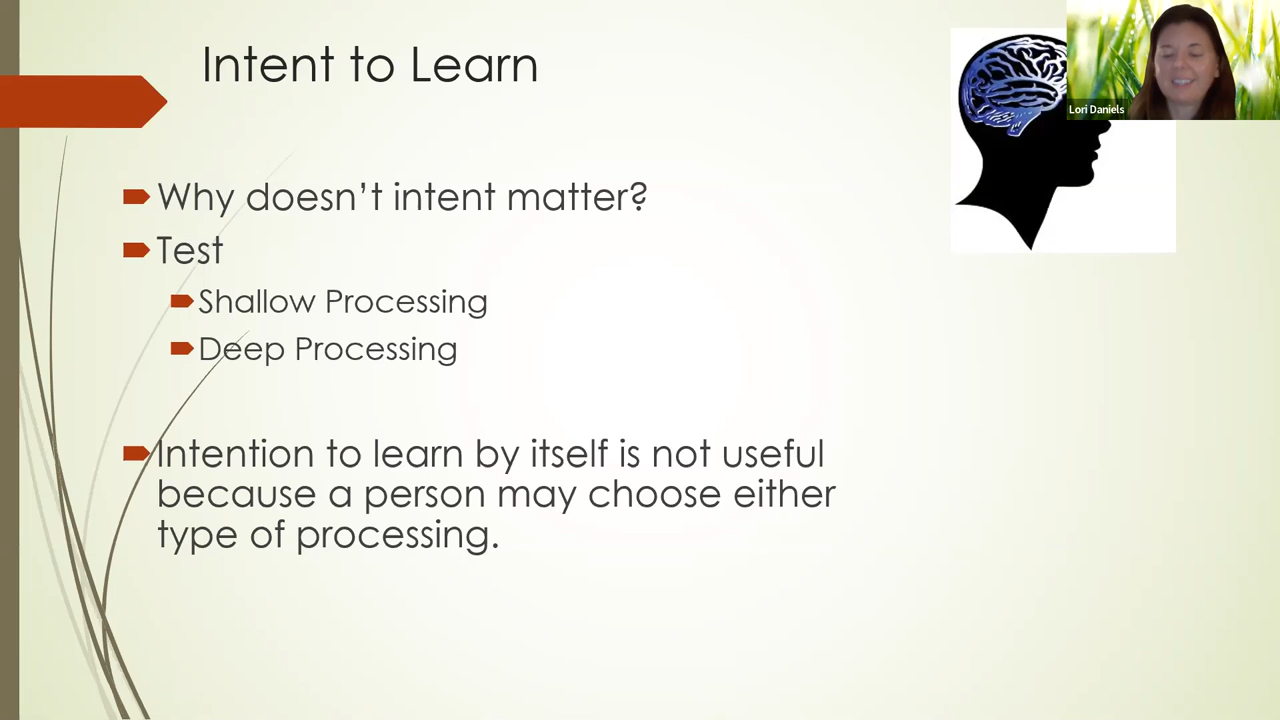 Intent to Learn
Lori Daniels
Why doesn’t intent matter?
Test
Shallow Processing
Deep Processing
Intention to learn by itself is not useful
because a person may choose either
type of processing.